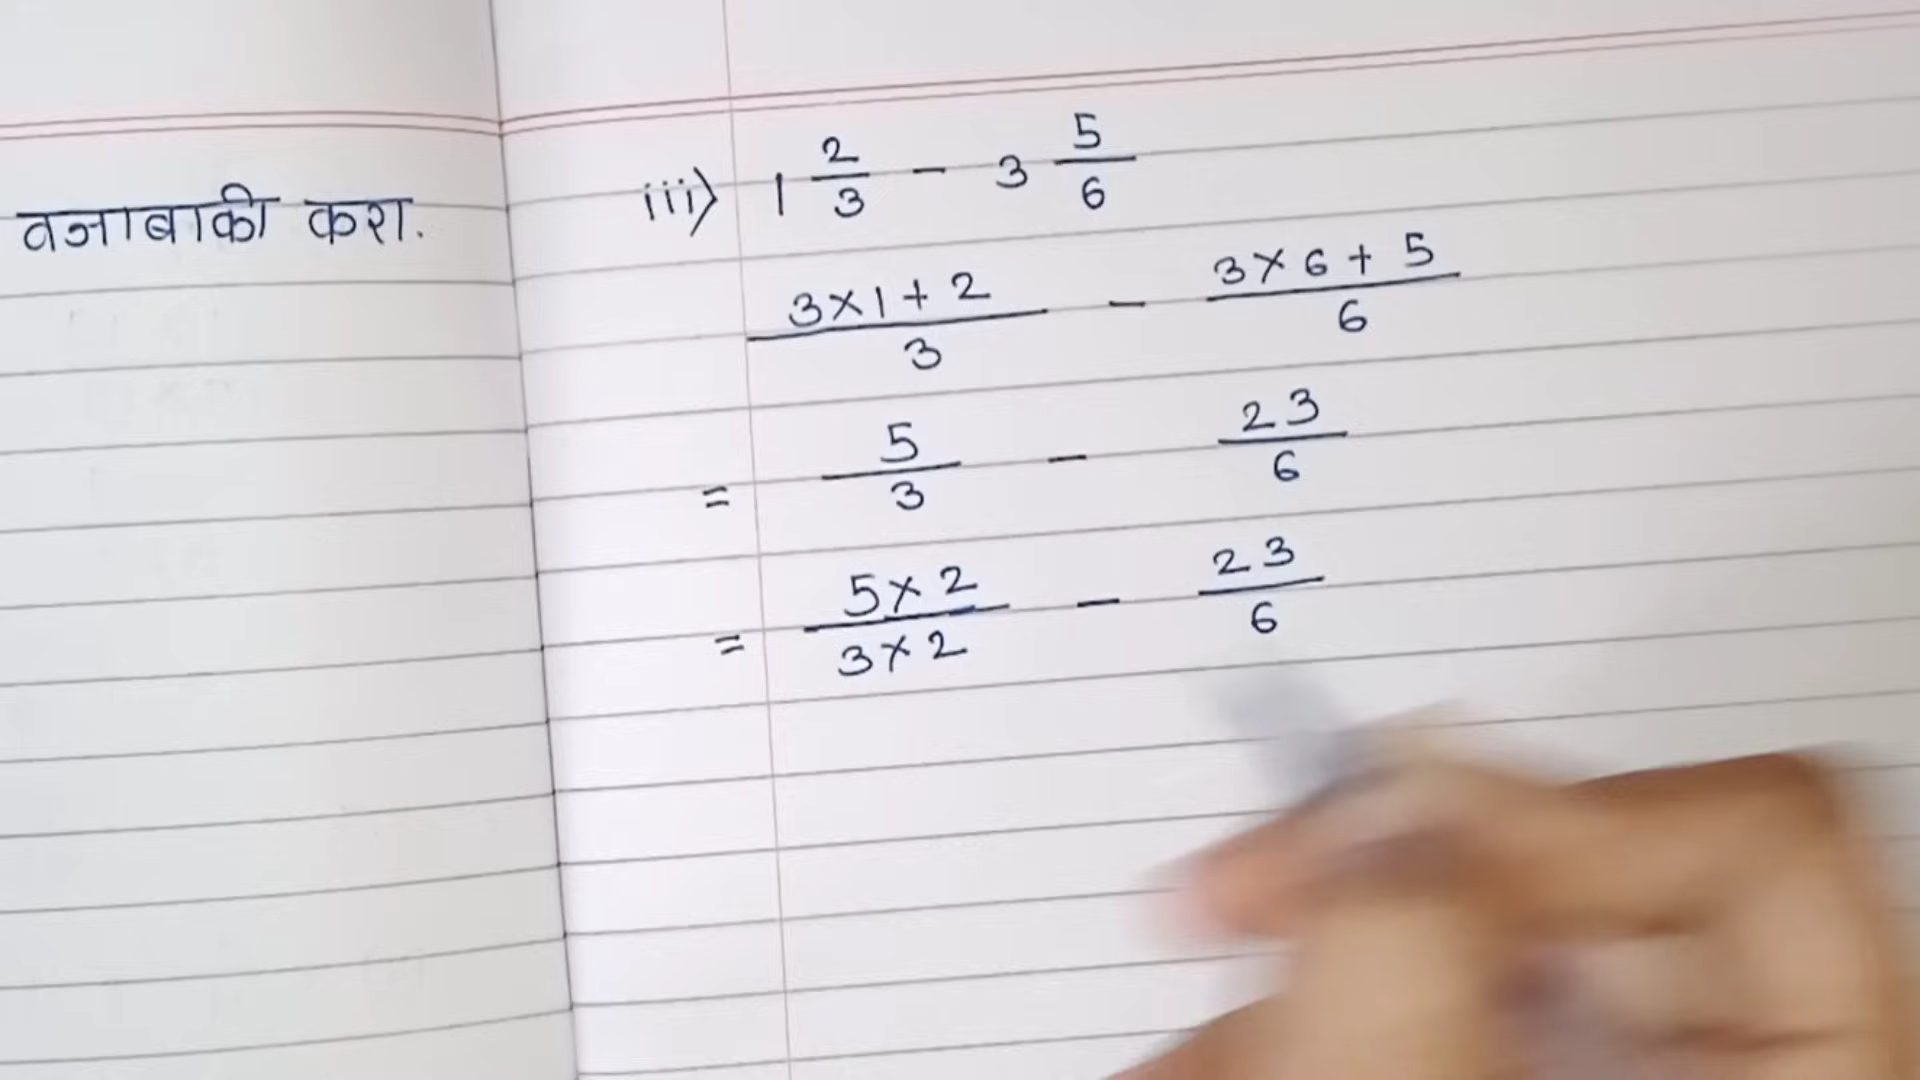 वजाबाकी करा.
iii) 1 2/3 - 3 5/6
3×1+2/3 - 3×6+5/6
= 5/3 - 23/6
= 5×2/3×2 - 23/6